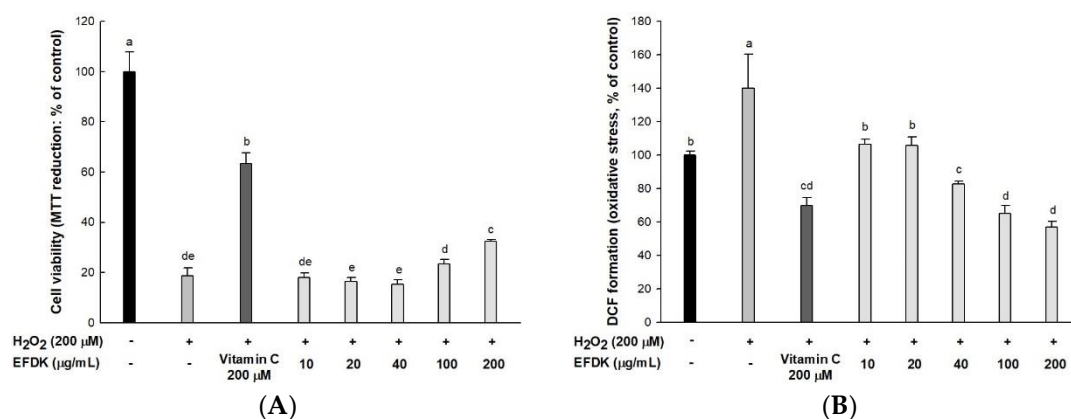 Cell viability (MTT reduction: % of control)
120
100
80
60
40
20
0
a
de
b
de
e
e
d
c
H₂O₂ (200 μM) - + + + + + + +
EFDK (μg/mL) - - Vitamin C 10 20 40 100 200
200 μM
(A)
DCF formation (oxidative stress, % of control)
180
160
140
120
100
80
60
40
20
0
b
a
cd
b
b
c
d
d
H₂O₂ (200 μM) - + + + + + + +
EFDK (μg/mL) - - Vitamin C 10 20 40 100 200
200 μM
(B)